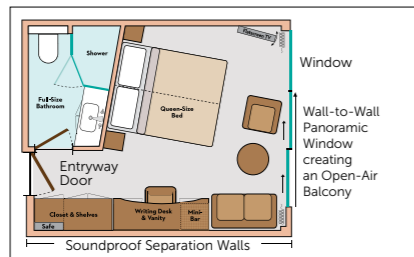 Flatscreen TV
Shower
Window
Full-Size
Bathroom
Queen-Size
Bed
Wall-to-Wall
Panoramic
Window
creating
an Open-Air
Balcony
Entryway
Door
Closet & Shelves
Writing Desk
& Vanity
Mini-
Bar
Safe
Soundproof Separation Walls